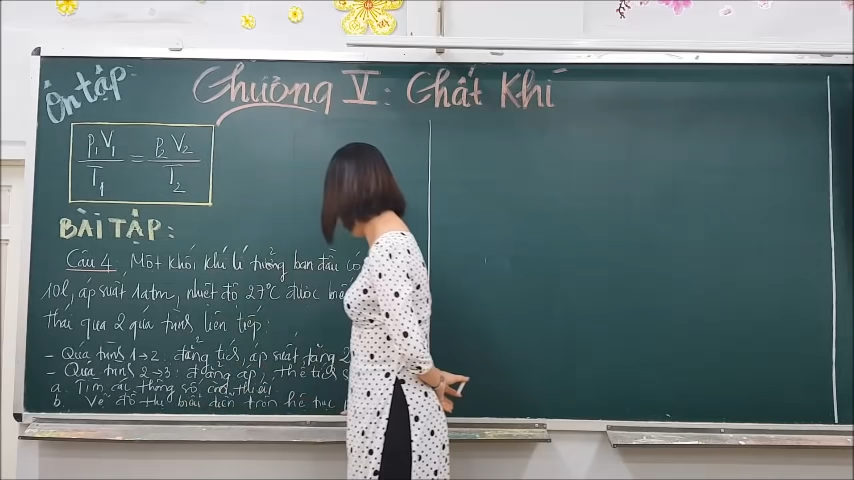 Ôn tập
Chương V: Chất Khí
p₁V₁ / T₁ = p₂V₂ / T₂
BÀI TẬP:
Câu 4: Một khối khí lí tưởng ban đầu có
10l, áp suất 1atm, nhiệt độ 27°C được
thái qua 2 quá trình liên tiếp:
- Quá trình 1→2: đẳng tích, áp suất tăng 2
- Quá trình 2→3: đẳng áp, thể tích
a. Tìm các thông số
b. Vẽ đồ thị biểu diễn trên hệ trục